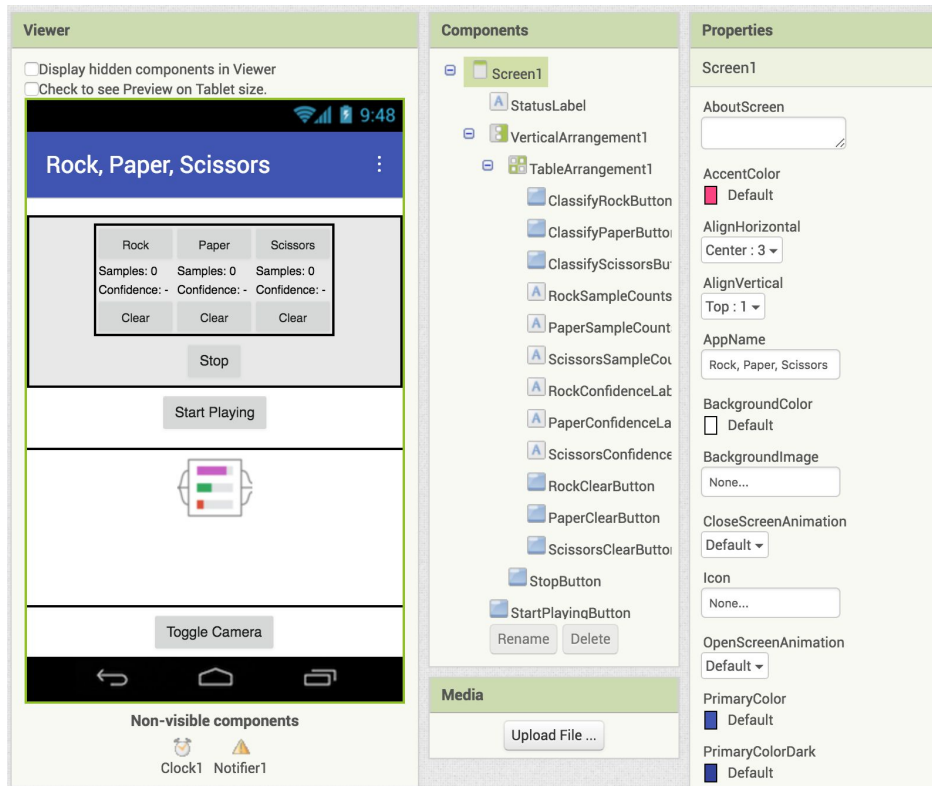 Viewer
Display hidden components in Viewer
Check to see Preview on Tablet size.
9:48
Rock, Paper, Scissors
Rock Paper Scissors
Samples: 0 Samples: 0 Samples: 0
Confidence: - Confidence: - Confidence: -
Clear Clear Clear
Stop
Start Playing
Toggle Camera
Non-visible components
Clock1 Notifier1
Components
Screen1
StatusLabel
VerticalArrangement1
TableArrangement1
ClassifyRockButton
ClassifyPaperButto
ClassifyScissorsBu
RockSampleCounts
PaperSampleCount
ScissorsSampleCou
RockConfidenceLab
PaperConfidenceLa
ScissorsConfidence
RockClearButton
PaperClearButton
ScissorsClearButto
StopButton
StartPlayingButton
Rename Delete
Media
Upload File ...
Properties
Screen1
AboutScreen
AccentColor
Default
AlignHorizontal
Center : 3
AlignVertical
Top : 1
AppName
Rock, Paper, Scissors
BackgroundColor
Default
BackgroundImage
None...
CloseScreenAnimation
Default
Icon
None...
OpenScreenAnimation
Default
PrimaryColor
Default
PrimaryColorDark
Default